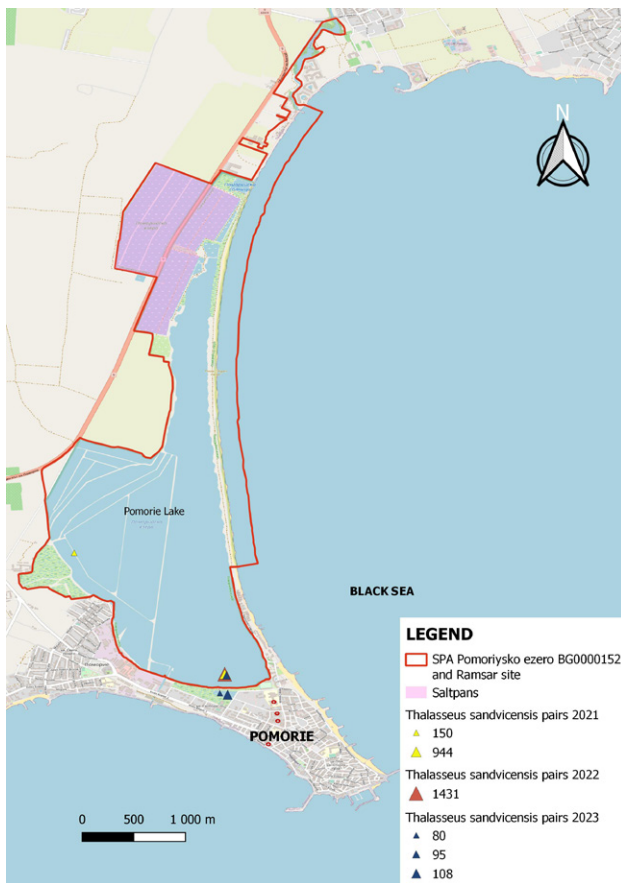 N
Pomorie Lake
BLACK SEA
POMORIE
LEGEND
SPA Pomoriysko ezero BG0000152
and Ramsar site
Saltpans
Thalasseus sandvicensis pairs 2021
150
944
Thalasseus sandvicensis pairs 2022
1431
Thalasseus sandvicensis pairs 2023
80
95
108
0 500 1 000 m